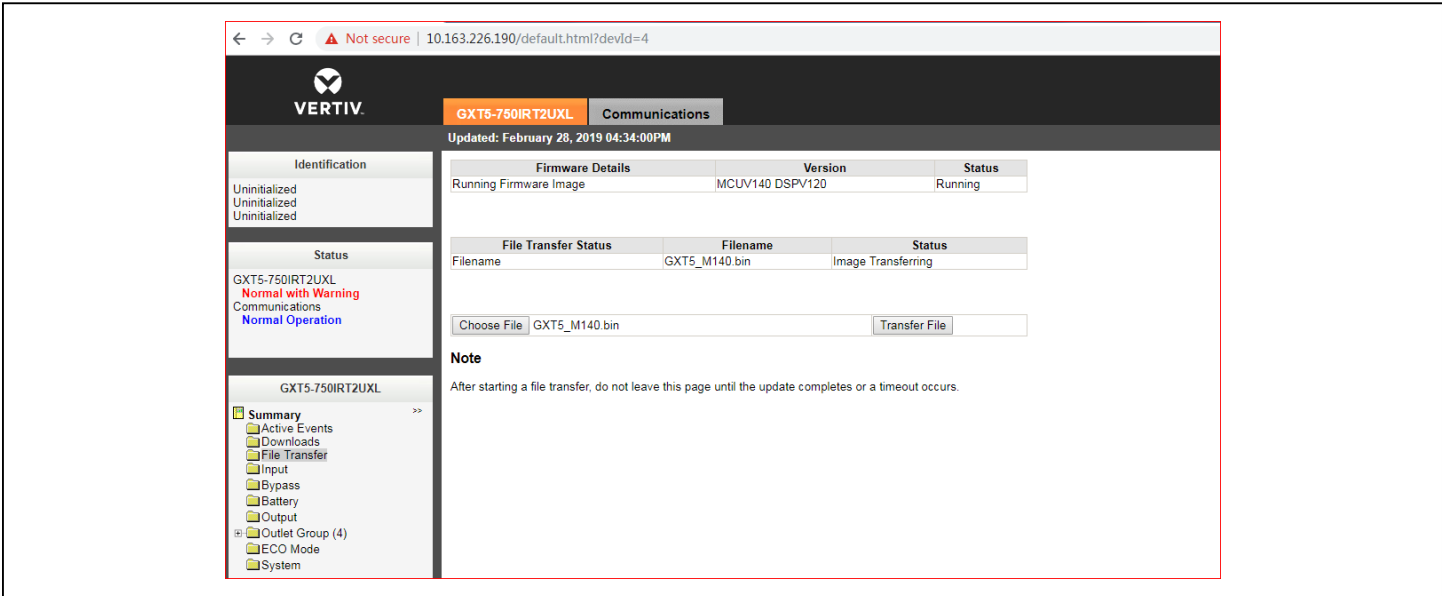 Not secure | 10.163.226.190/default.html?devId=4
VERTIV.
GXT5-750IRT2UXL Communications
Updated: February 28, 2019 04:34:00PM
Identification
Uninitialized
Uninitialized
Uninitialized
Status
GXT5-750IRT2UXL
Normal with Warning
Communications
Normal Operation
GXT5-750IRT2UXL
Summary >>
Active Events
Downloads
File Transfer
Input
Bypass
Battery
Output
Outlet Group (4)
ECO Mode
System
Firmware Details Version Status
Running Firmware Image MCUV140 DSPV120 Running
File Transfer Status Filename Status
Filename GXT5_M140.bin Image Transferring
Choose File GXT5_M140.bin Transfer File
Note
After starting a file transfer, do not leave this page until the update completes or a timeout occurs.